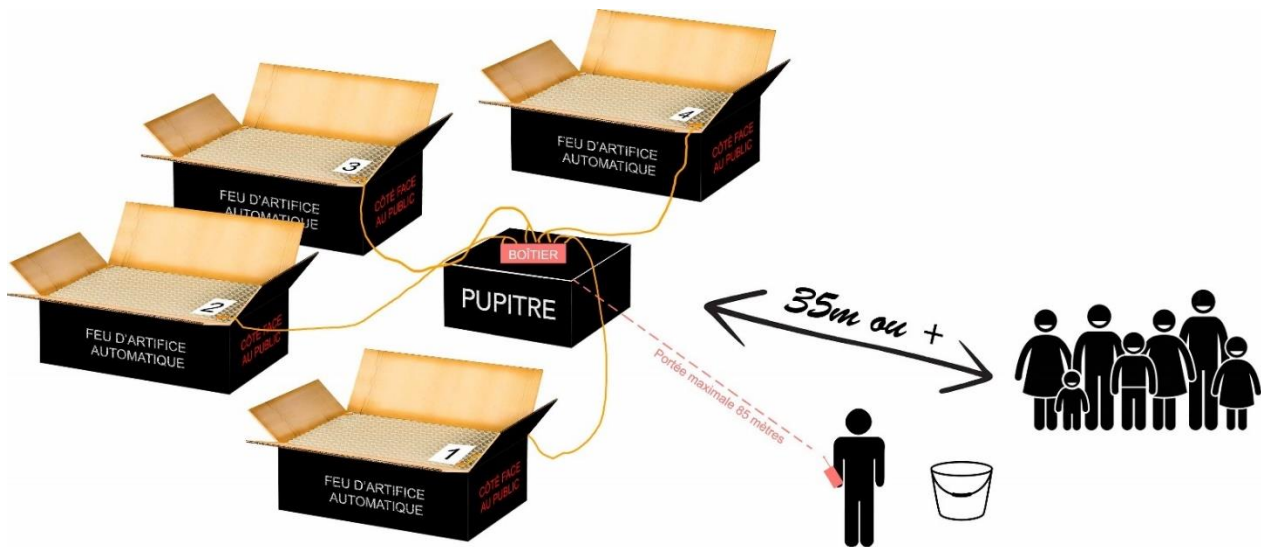 4
FEU D'ARTIFICE
AUTOMATIQUE
CÔTÉ FACE
AU PUBLIC
3
FEU D'ARTIFICE
AUTOMATIQUE
CÔTÉ FACE
AU PUBLIC
2
FEU D'ARTIFICE
AUTOMATIQUE
CÔTÉ FACE
AU PUBLIC
BOÎTIER
PUPITRE
35m ou +
Portée maximale 85 mètres
1
FEU D'ARTIFICE
AUTOMATIQUE
CÔTÉ FACE
AU PUBLIC